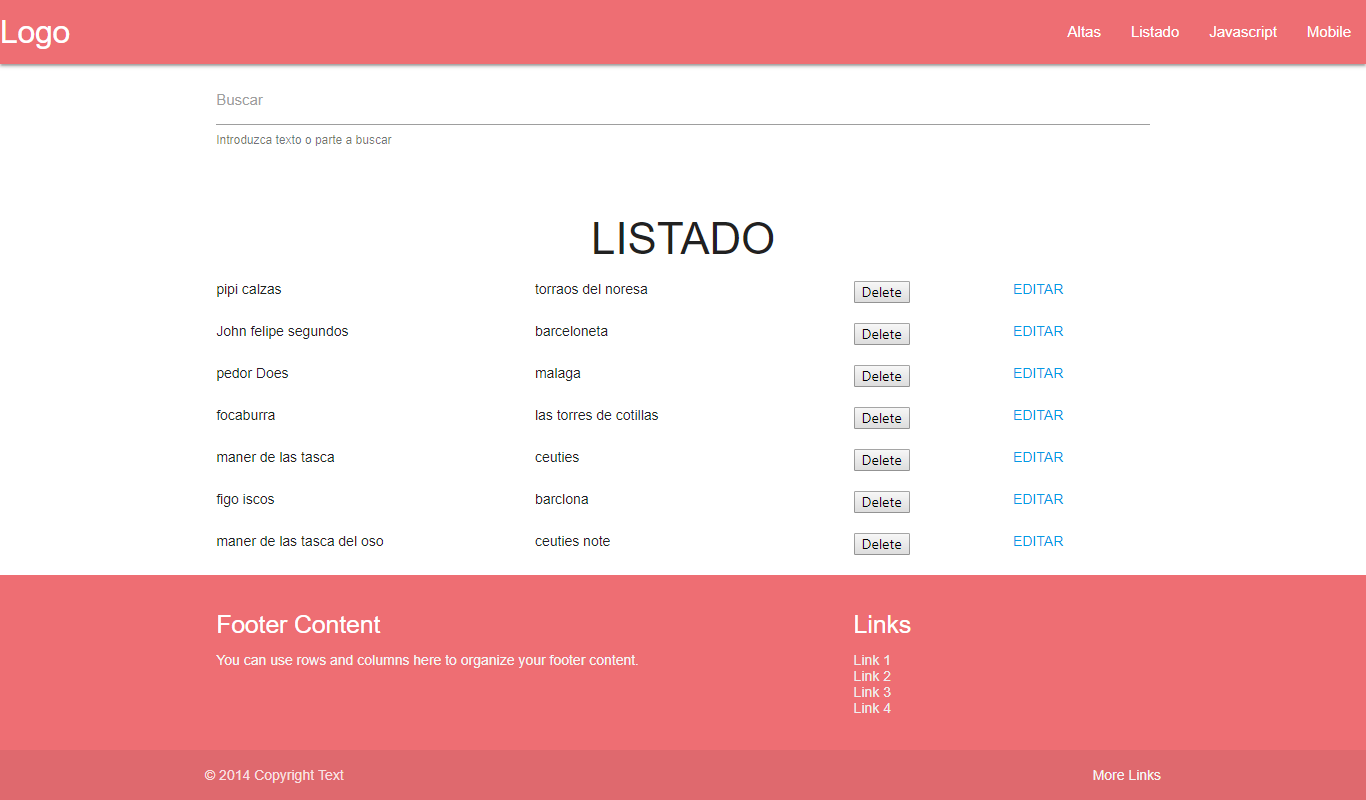 Logo
Altas Listado Javascript Mobile
Buscar
Introduzca texto o parte a buscar
LISTADO
pipi calzas torraos del noresa Delete EDITAR
John felipe segundos barceloneta Delete EDITAR
pedor Does malaga Delete EDITAR
focaburra las torres de cotillas Delete EDITAR
maner de las tasca ceuties Delete EDITAR
figo iscos barclona Delete EDITAR
maner de las tasca del oso ceuties note Delete EDITAR
Footer Content
You can use rows and columns here to organize your footer content.
Links
Link 1
Link 2
Link 3
Link 4
© 2014 Copyright Text
More Links